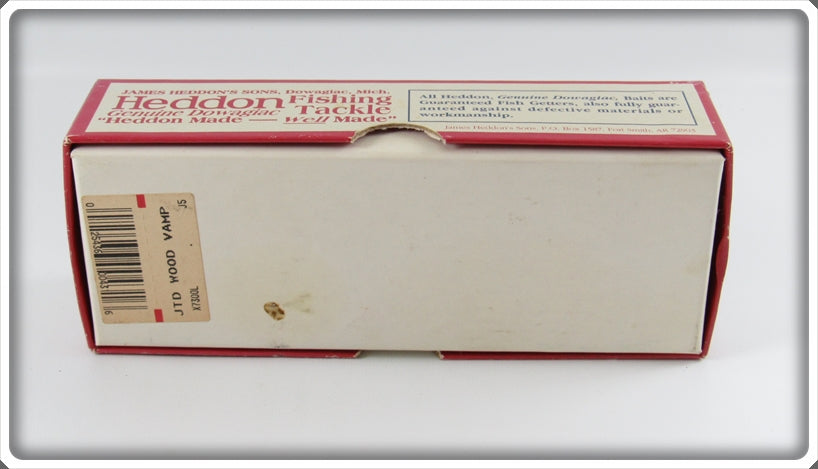 JAMES HEDDON'S SONS, Dowagiac, Mich.
Heddon Fishing Tackle
Genuine Dowagiac
"Heddon Made — Well Made"
All Heddon, Genuine Dowagiac, Baits are
Guaranteed Fish Getters, also fully guar-
anteed against defective materials or
workmanship.
James Heddon's Sons, P.O. Box 1587, Fort Smith, AR 72903
JTD WOOD VAMP JS